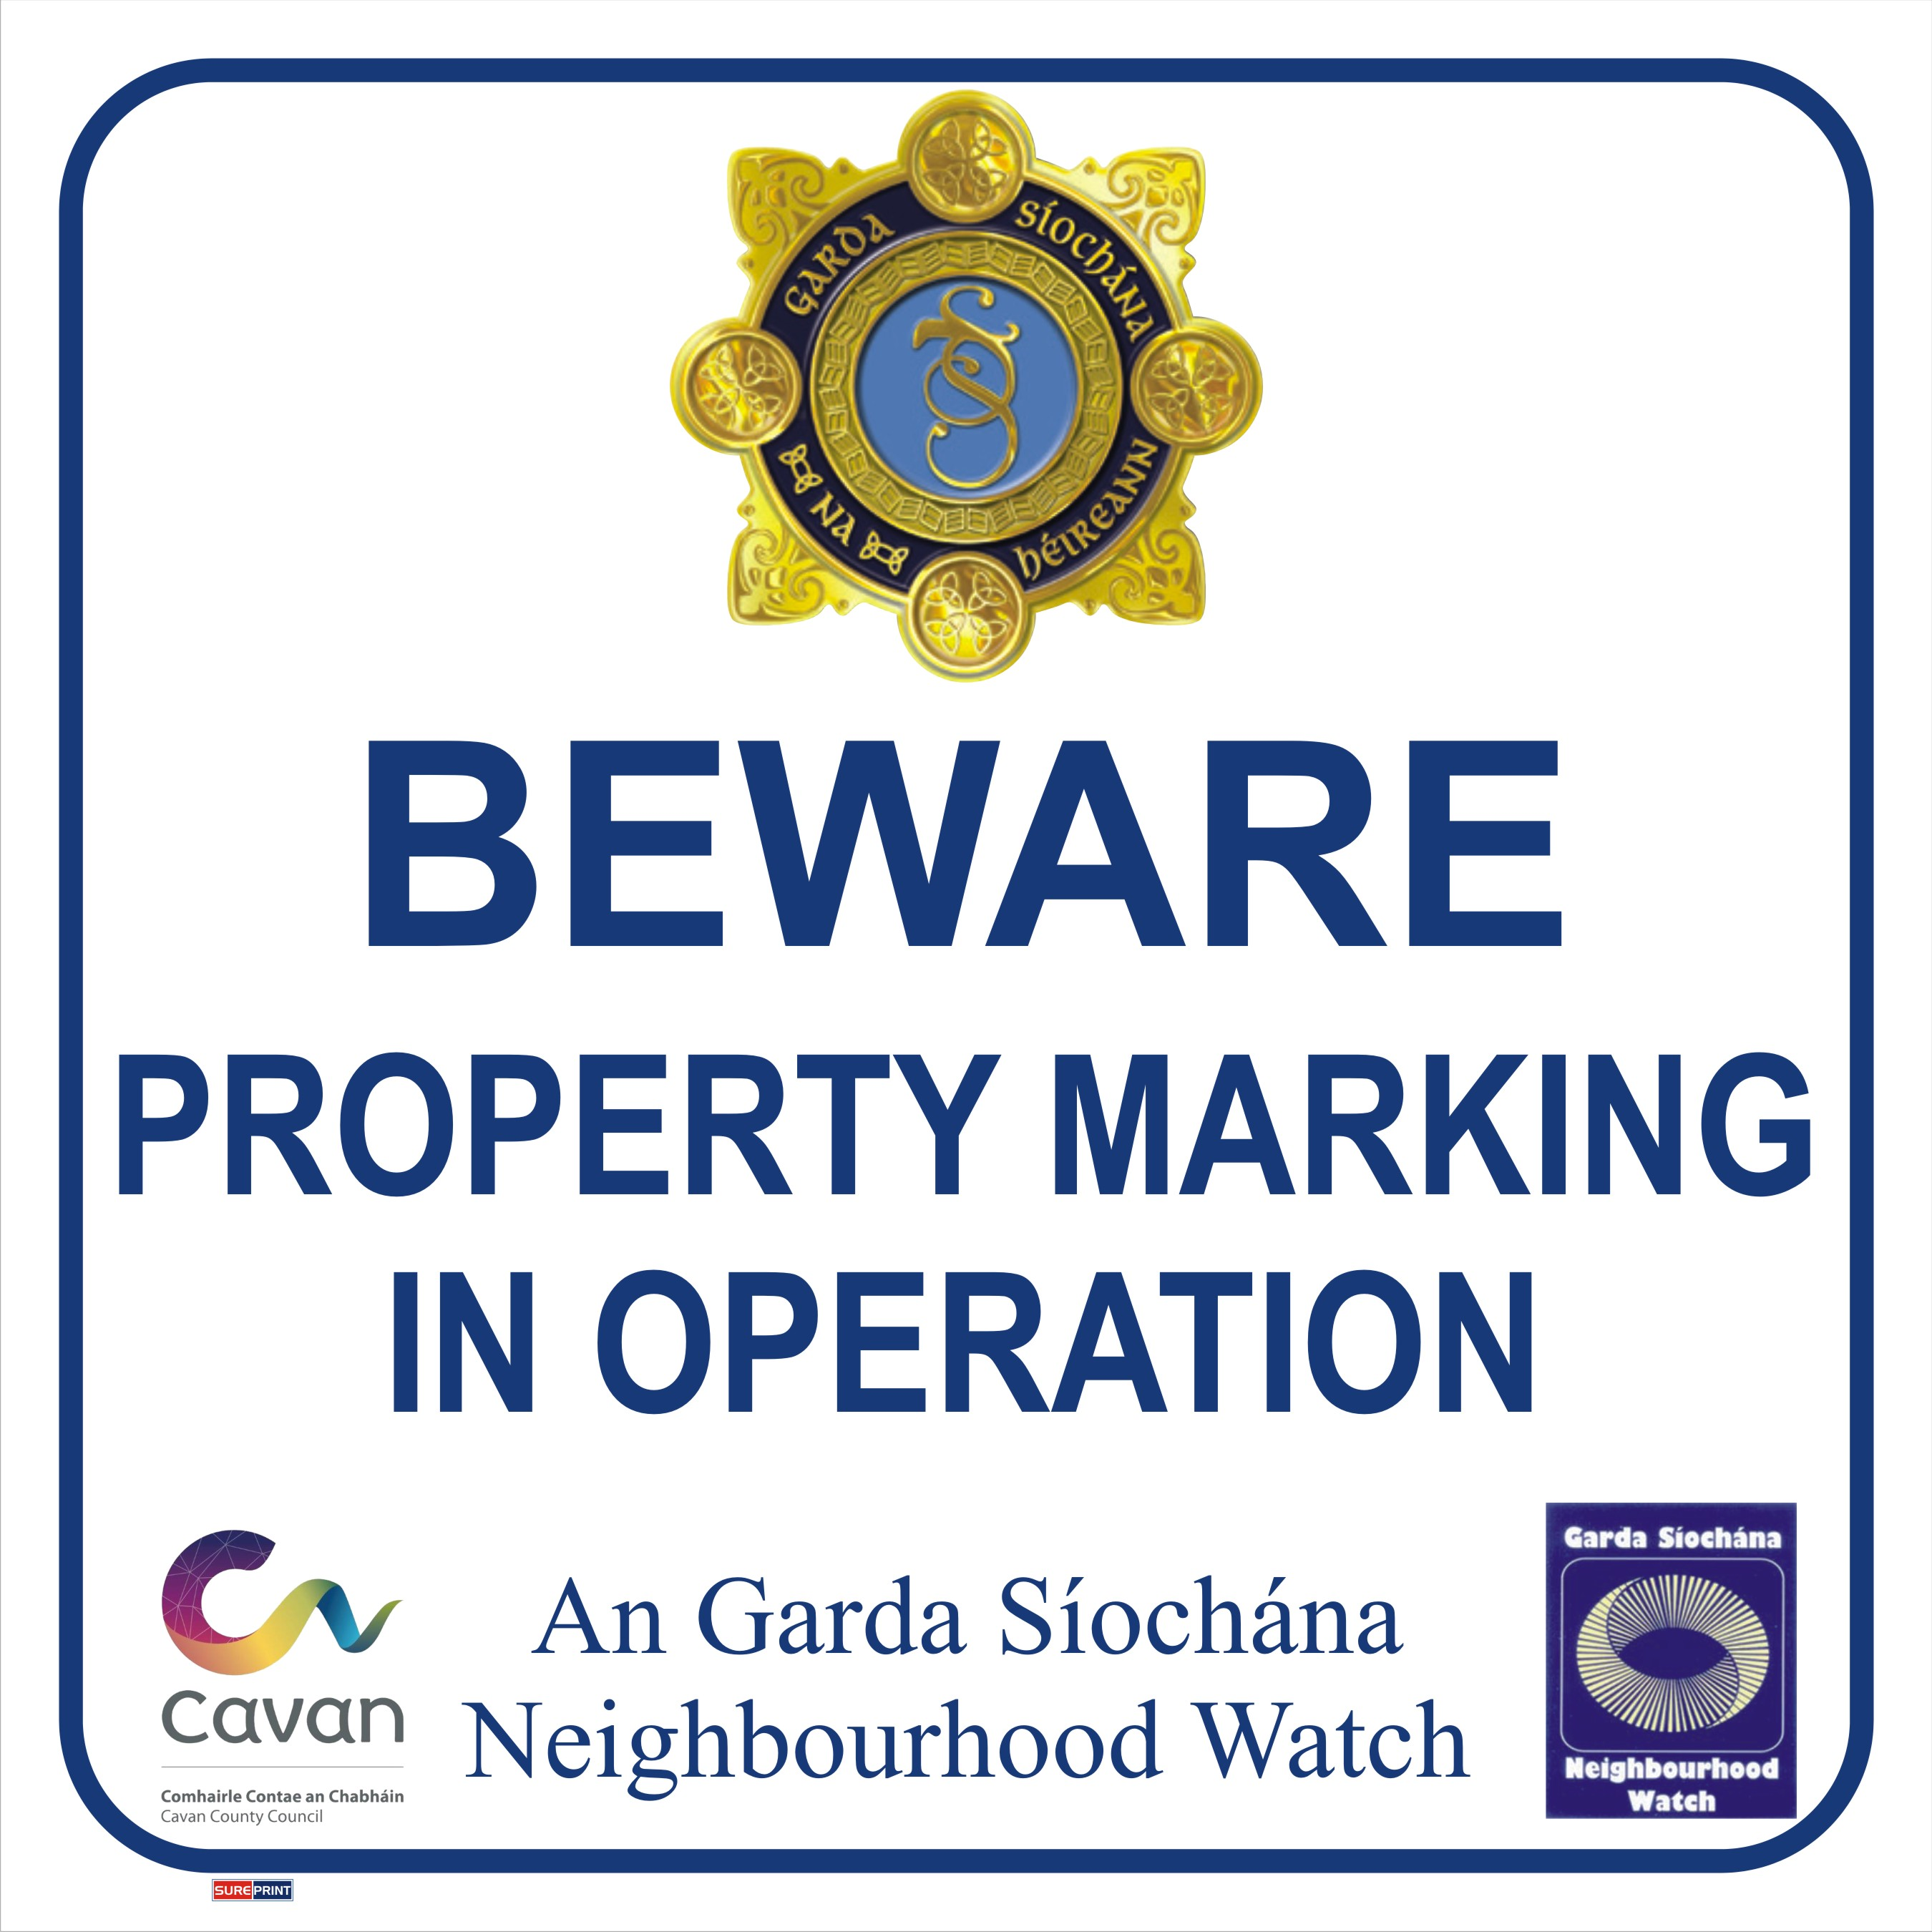 GARDA SÍOCHÁNA
NA HÉIREANN
BEWARE
PROPERTY MARKING
IN OPERATION
cavan
Comhairle Contae an Chabháin
Cavan County Council
An Garda Síochána
Neighbourhood Watch
Garda Síochána
Neighbourhood
Watch
SUREPRINT